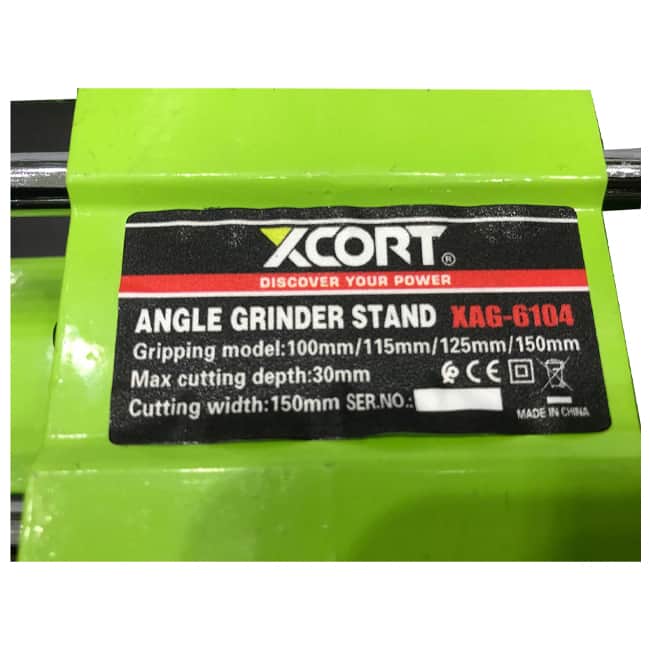 XCORT®
DISCOVER YOUR POWER
ANGLE GRINDER STAND XAG-6104
Gripping model:100mm/115mm/125mm/150mm
Max cutting depth:30mm CE
Cutting width:150mm SER.NO.:
MADE IN CHINA